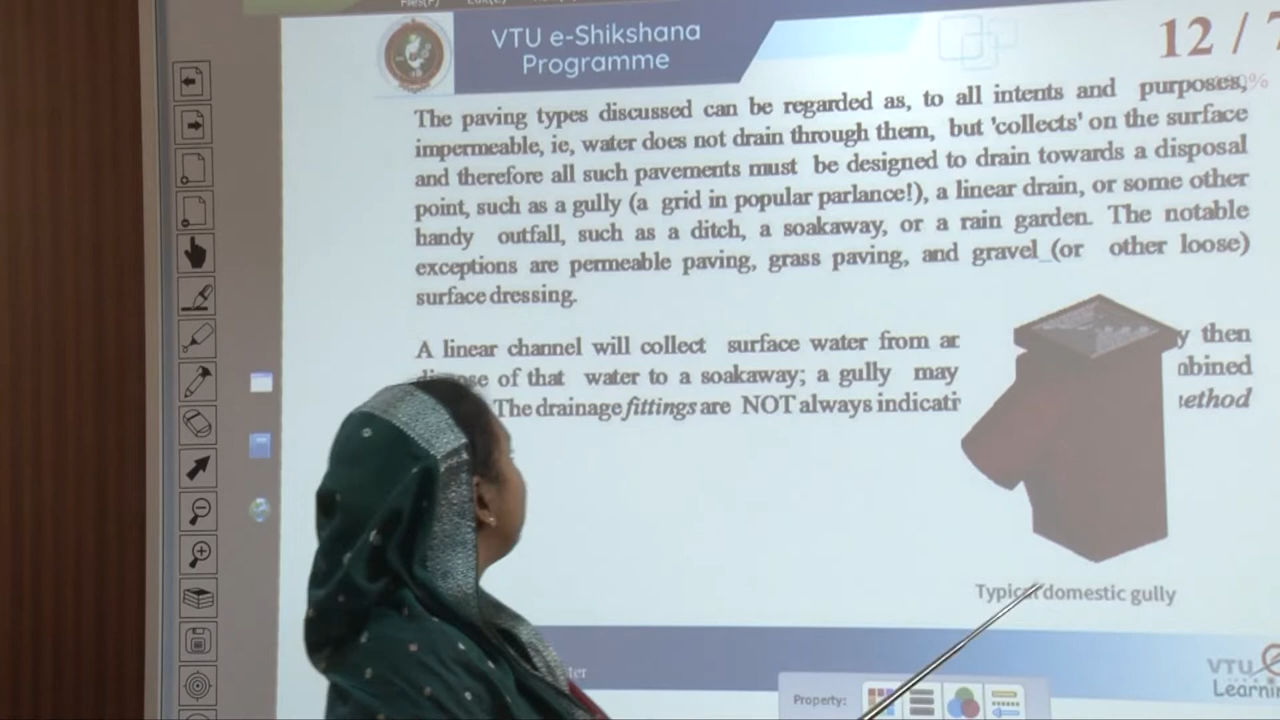 VTU e-Shikshana
Programme
12 /
The paving types discussed can be regarded as, to all intents and purposes,
impermeable, ie, water does not drain through them, but 'collects' on the surface
and therefore all such pavements must be designed to drain towards a disposal
point, such as a gully (a grid in popular parlance!), a linear drain, or some other
handy outfall, such as a ditch, a soakaway, or a rain garden. The notable
exceptions are permeable paving, grass paving, and gravel (or other loose)
surface dressing.
A linear channel will collect surface water from then
of that water to a soakaway; a gully may
The drainage fittings are NOT always
Typical domestic gully
VTU
Property: